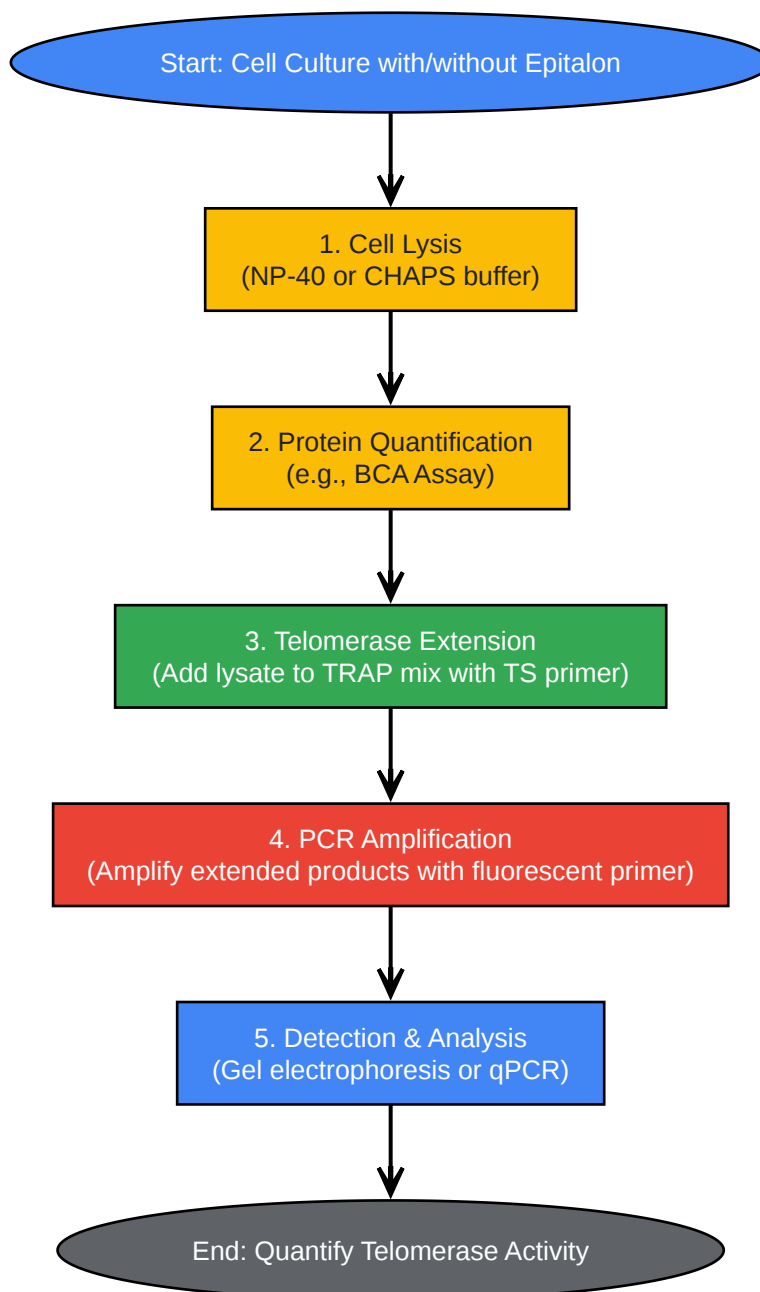 Start: Cell Culture with/without Epitalon
1. Cell Lysis
(NP-40 or CHAPS buffer)
2. Protein Quantification
(e.g., BCA Assay)
3. Telomerase Extension
(Add lysate to TRAP mix with TS primer)
4. PCR Amplification
(Amplify extended products with fluorescent primer)
5. Detection & Analysis
(Gel electrophoresis or qPCR)
End: Quantify Telomerase Activity